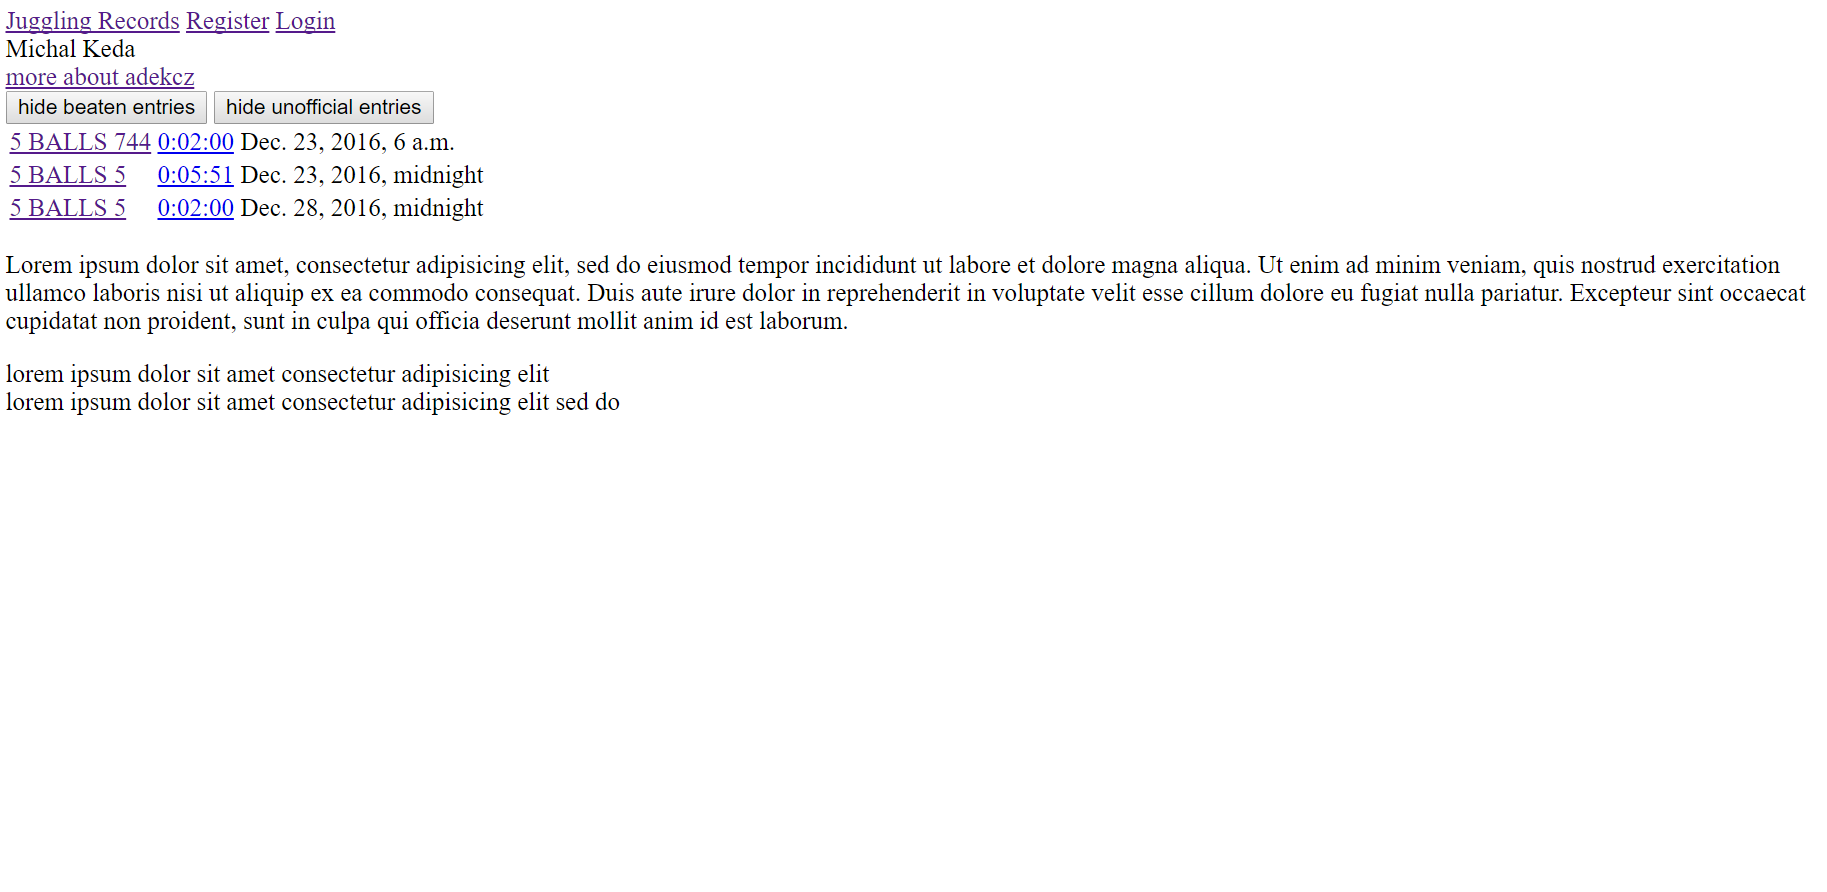 Juggling Records Register Login
Michal Keda
more about adekcz
hide beaten entries hide unofficial entries
5 BALLS 744 0:02:00 Dec. 23, 2016, 6 a.m.
5 BALLS 5 0:05:51 Dec. 23, 2016, midnight
5 BALLS 5 0:02:00 Dec. 28, 2016, midnight
Lorem ipsum dolor sit amet, consectetur adipisicing elit, sed do eiusmod tempor incididunt ut labore et dolore magna aliqua. Ut enim ad minim veniam, quis nostrud exercitation
ullamco laboris nisi ut aliquip ex ea commodo consequat. Duis aute irure dolor in reprehenderit in voluptate velit esse cillum dolore eu fugiat nulla pariatur. Excepteur sint occaecat
cupidatat non proident, sunt in culpa qui officia deserunt mollit anim id est laborum.
lorem ipsum dolor sit amet consectetur adipisicing elit
lorem ipsum dolor sit amet consectetur adipisicing elit sed do